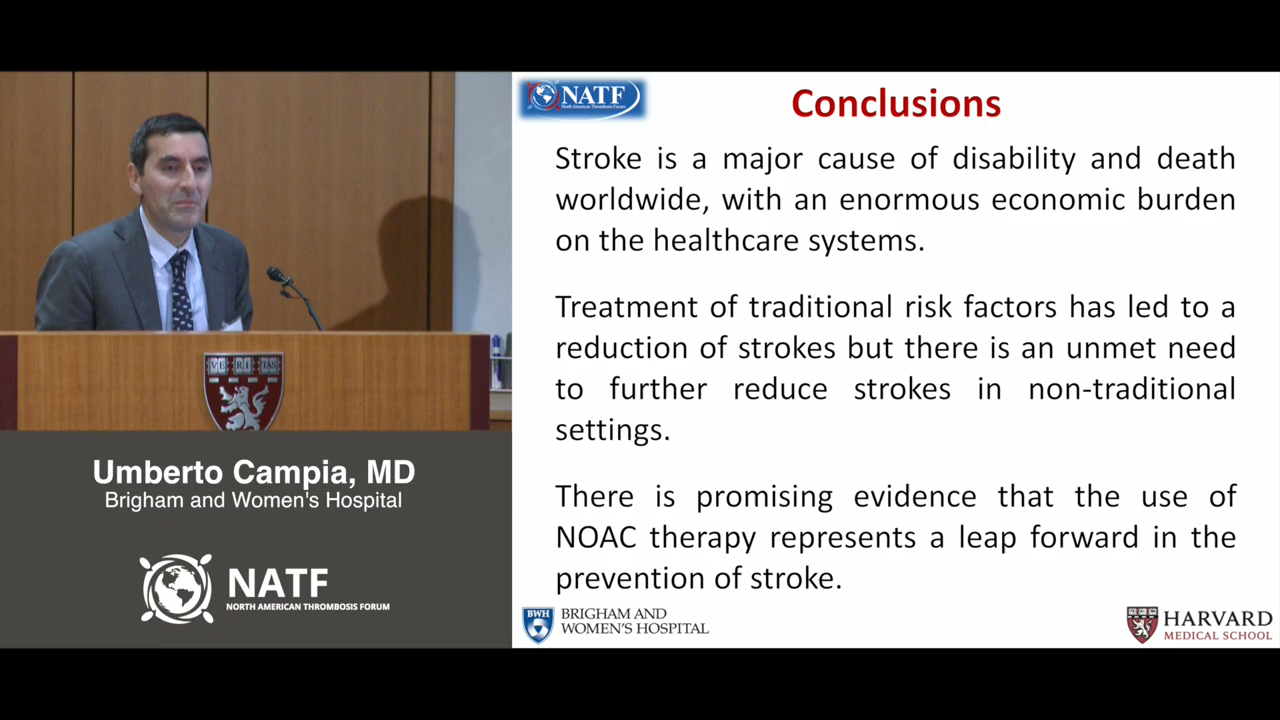 NATF
North American Thrombosis Forum
Conclusions
Stroke is a major cause of disability and death
worldwide, with an enormous economic burden
on the healthcare systems.
Treatment of traditional risk factors has led to a
reduction of strokes but there is an unmet need
to further reduce strokes in non-traditional
settings.
There is promising evidence that the use of
NOAC therapy represents a leap forward in the
prevention of stroke.
BWH
BRIGHAM AND
WOMEN'S HOSPITAL
HARVARD
MEDICAL SCHOOL
VE RI TAS
Umberto Campia, MD
Brigham and Women's Hospital
NATF
NORTH AMERICAN THROMBOSIS FORUM